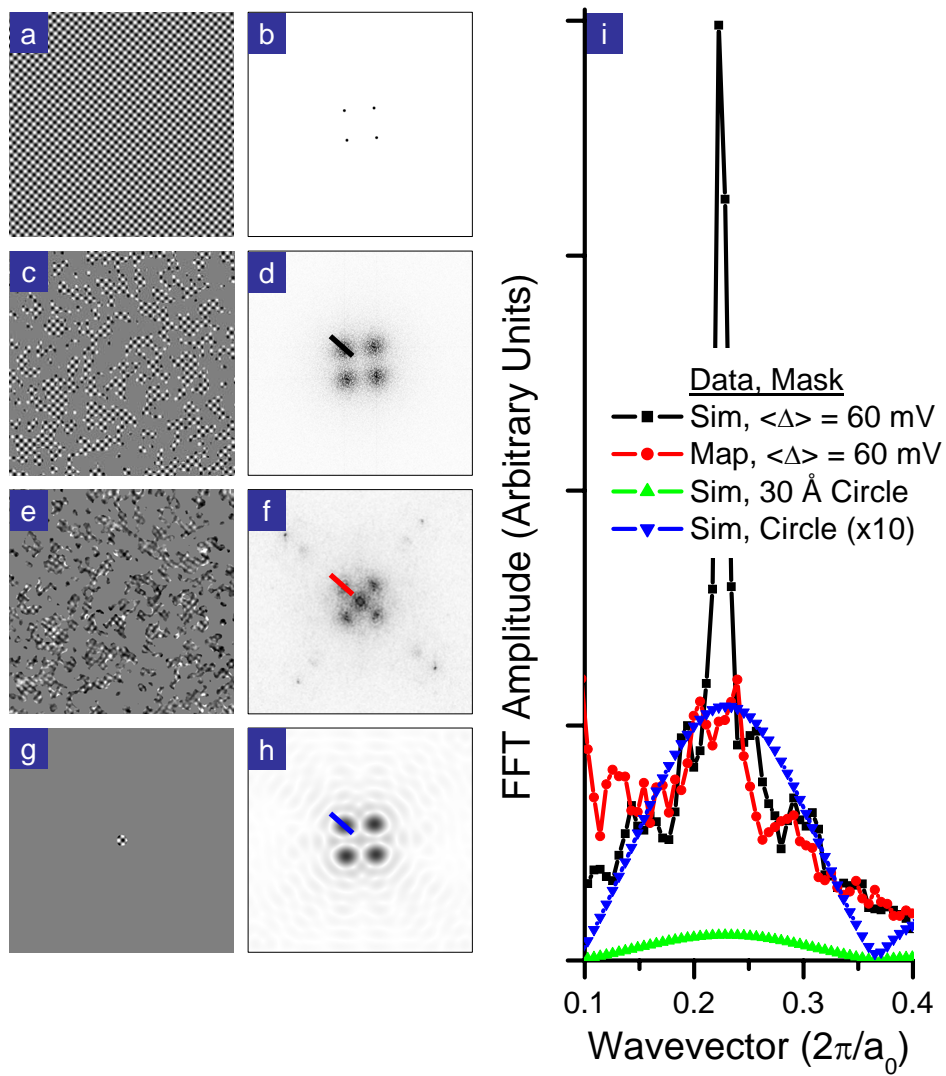 a
b
c
d
e
f
g
h
i
FFT Amplitude (Arbitrary Units)
Data, Mask
Sim, <Δ> = 60 mV
Map, <Δ> = 60 mV
Sim, 30 Å Circle
Sim, Circle (x10)
0.1 0.2 0.3 0.4
Wavevector (2π/a₀)